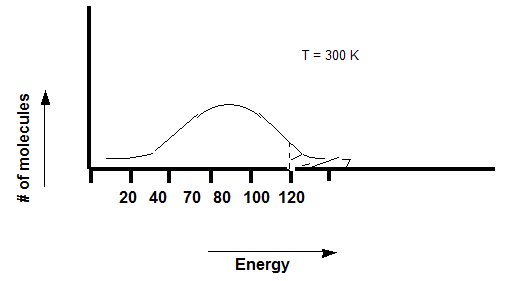 T = 300 K
# of molecules
20 40 70 80 100 120
Energy